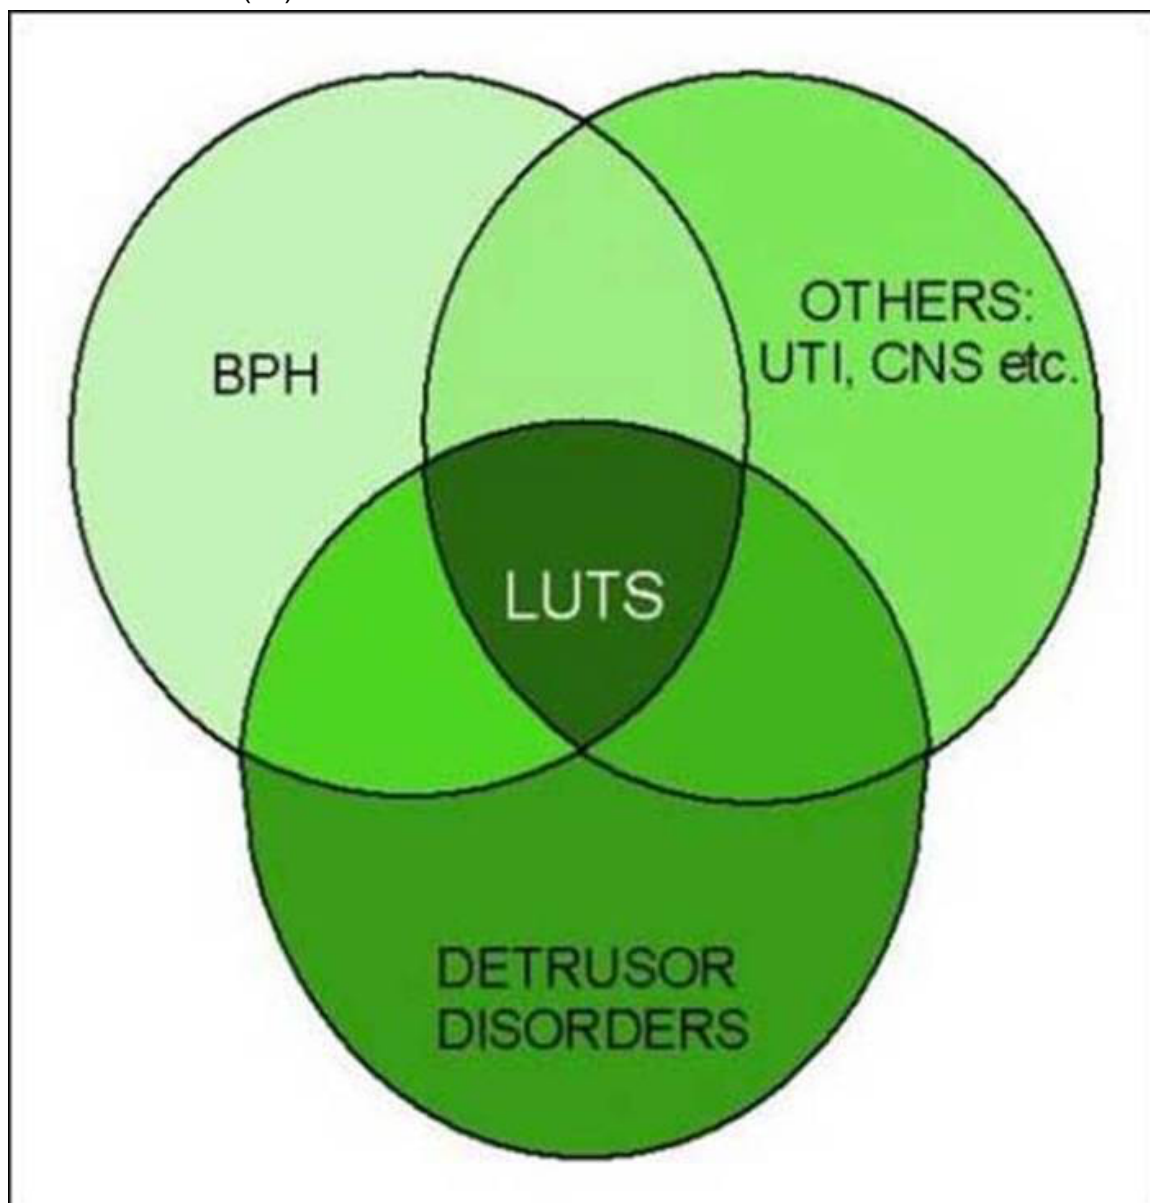 OTHERS:
UTI, CNS etc.
BPH
LUTS
DETRUSOR
DISORDERS